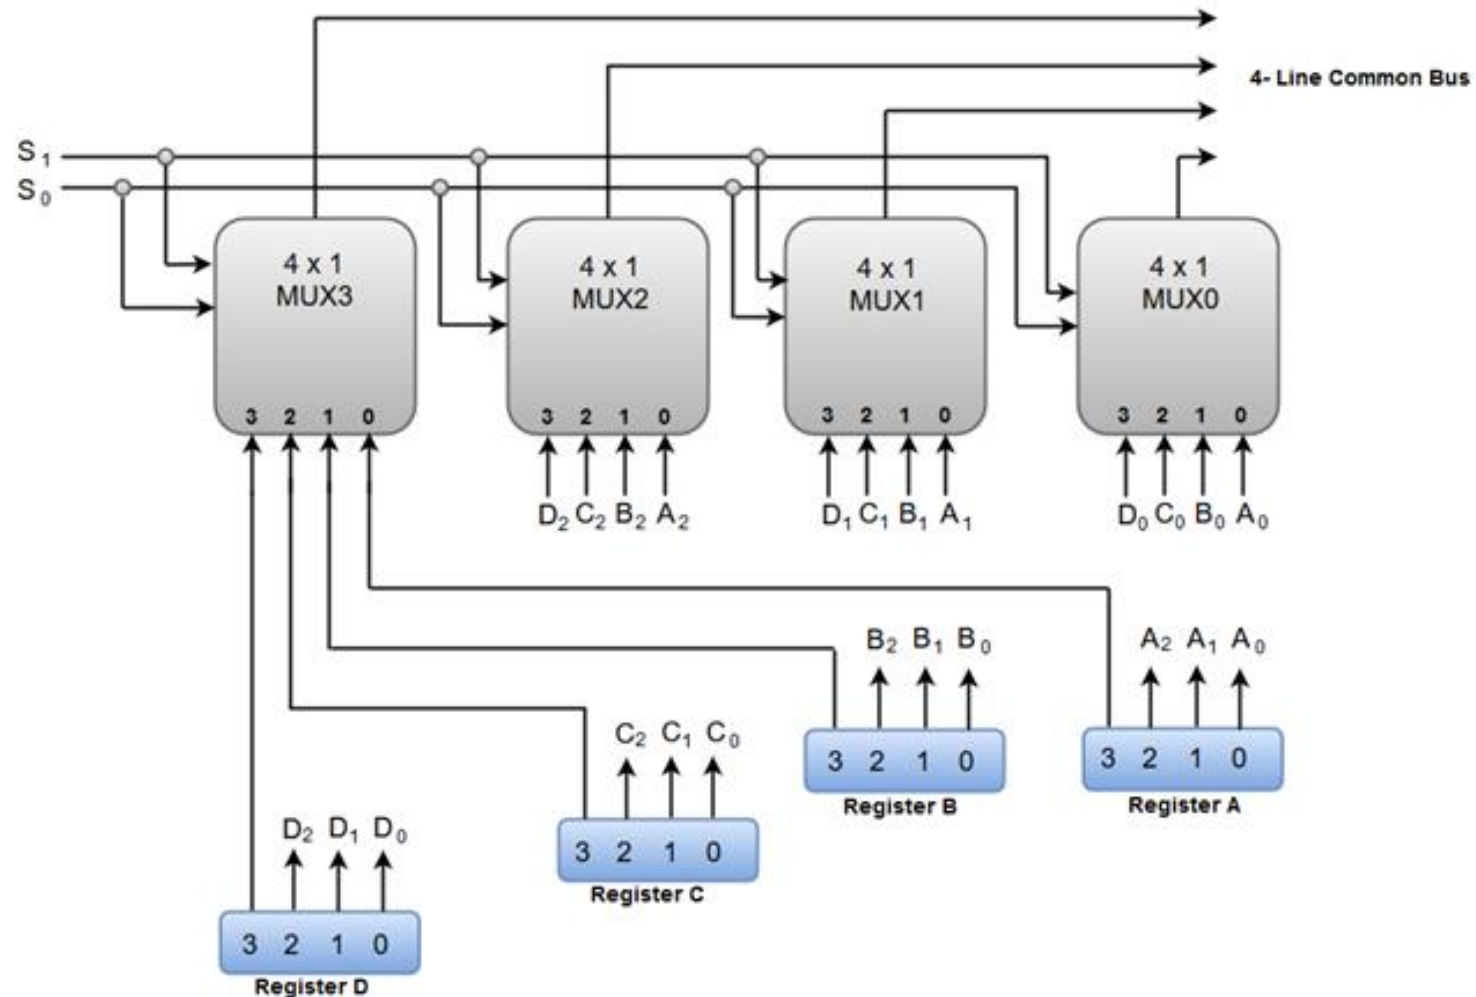 4- Line Common Bus
S1
S0
4 x 1
MUX3
4 x 1
MUX2
4 x 1
MUX1
4 x 1
MUX0
3 2 1 0
3 2 1 0
3 2 1 0
3 2 1 0
D2 C2 B2 A2
D1 C1 B1 A1
D0 C0 B0 A0
B2 B1 B0
A2 A1 A0
3 2 1 0
Register B
3 2 1 0
Register A
C2 C1 C0
3 2 1 0
Register C
D2 D1 D0
3 2 1 0
Register D